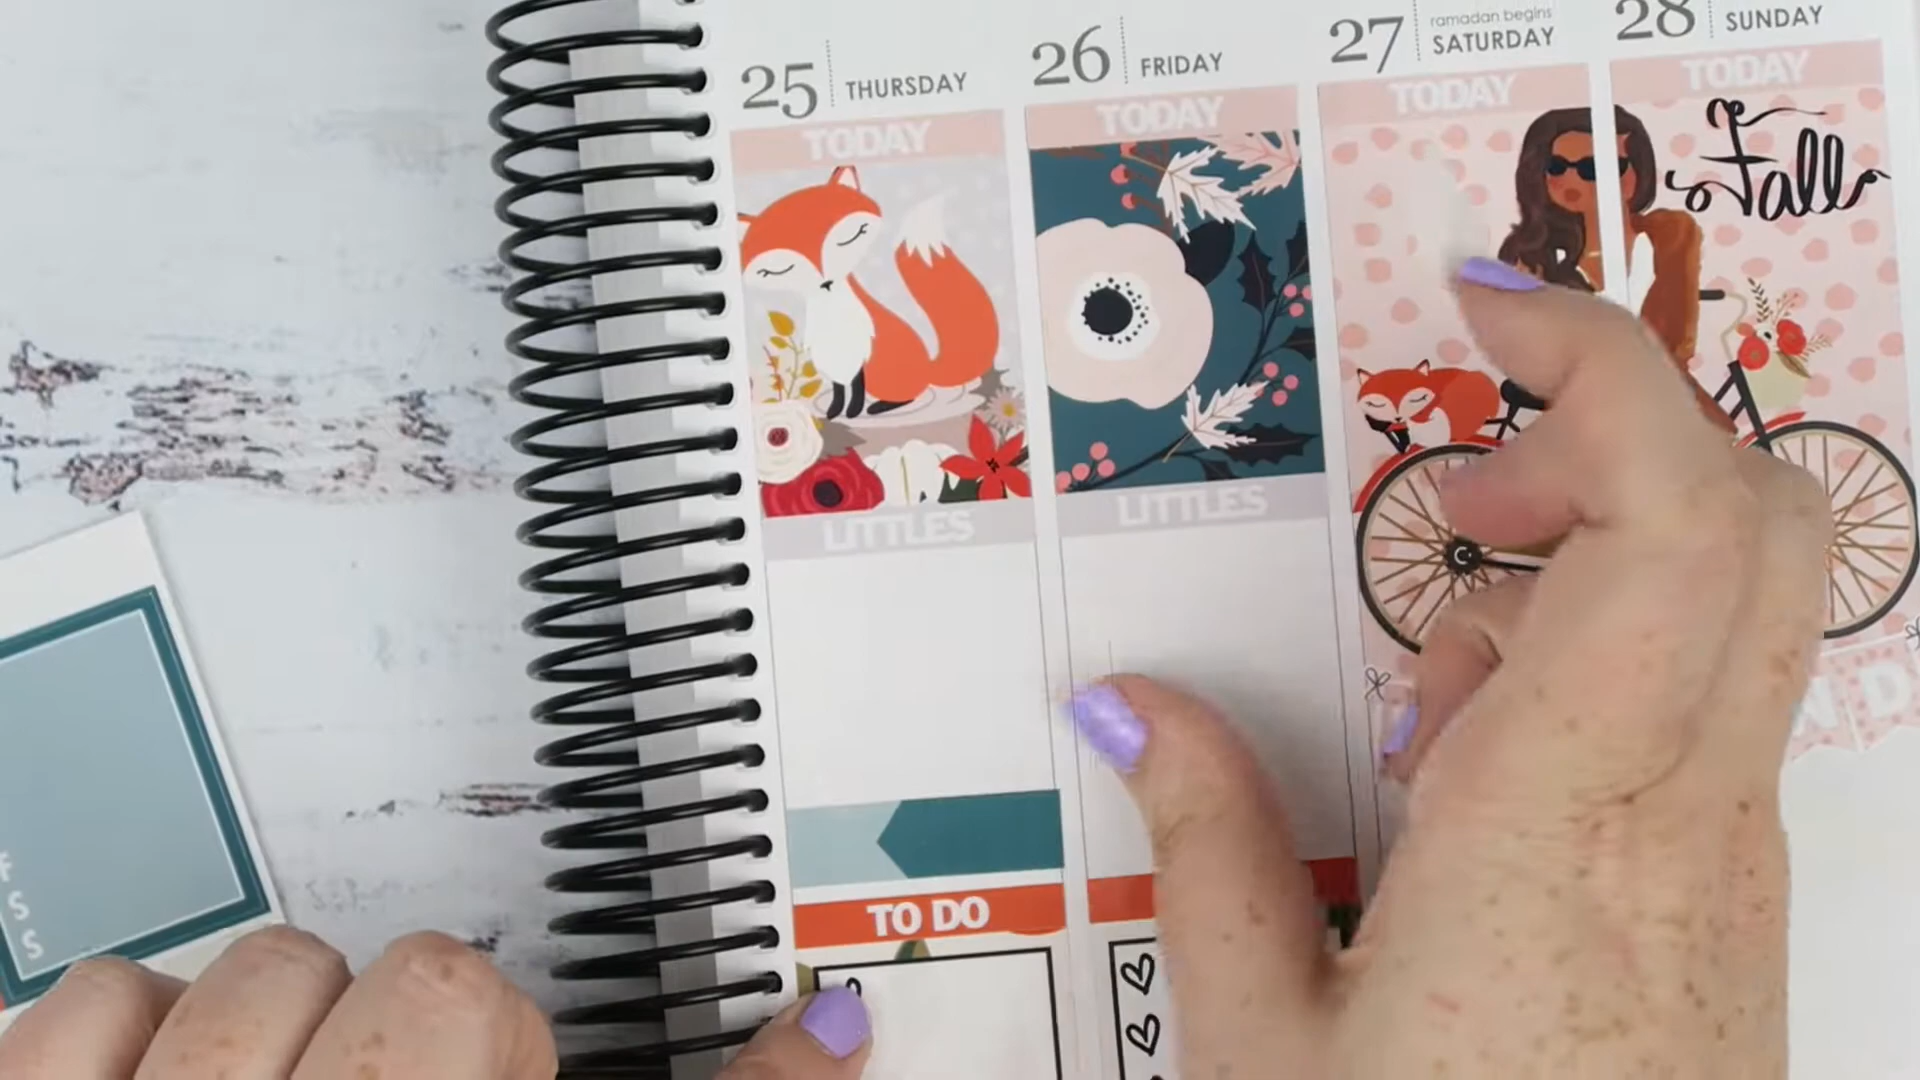 25 THURSDAY
26 FRIDAY
27 ramadan begins SATURDAY
28 SUNDAY
TODAY
TODAY
TODAY
TODAY
Fall
LITTLES
LITTLES
N D
TO DO
F
S
S